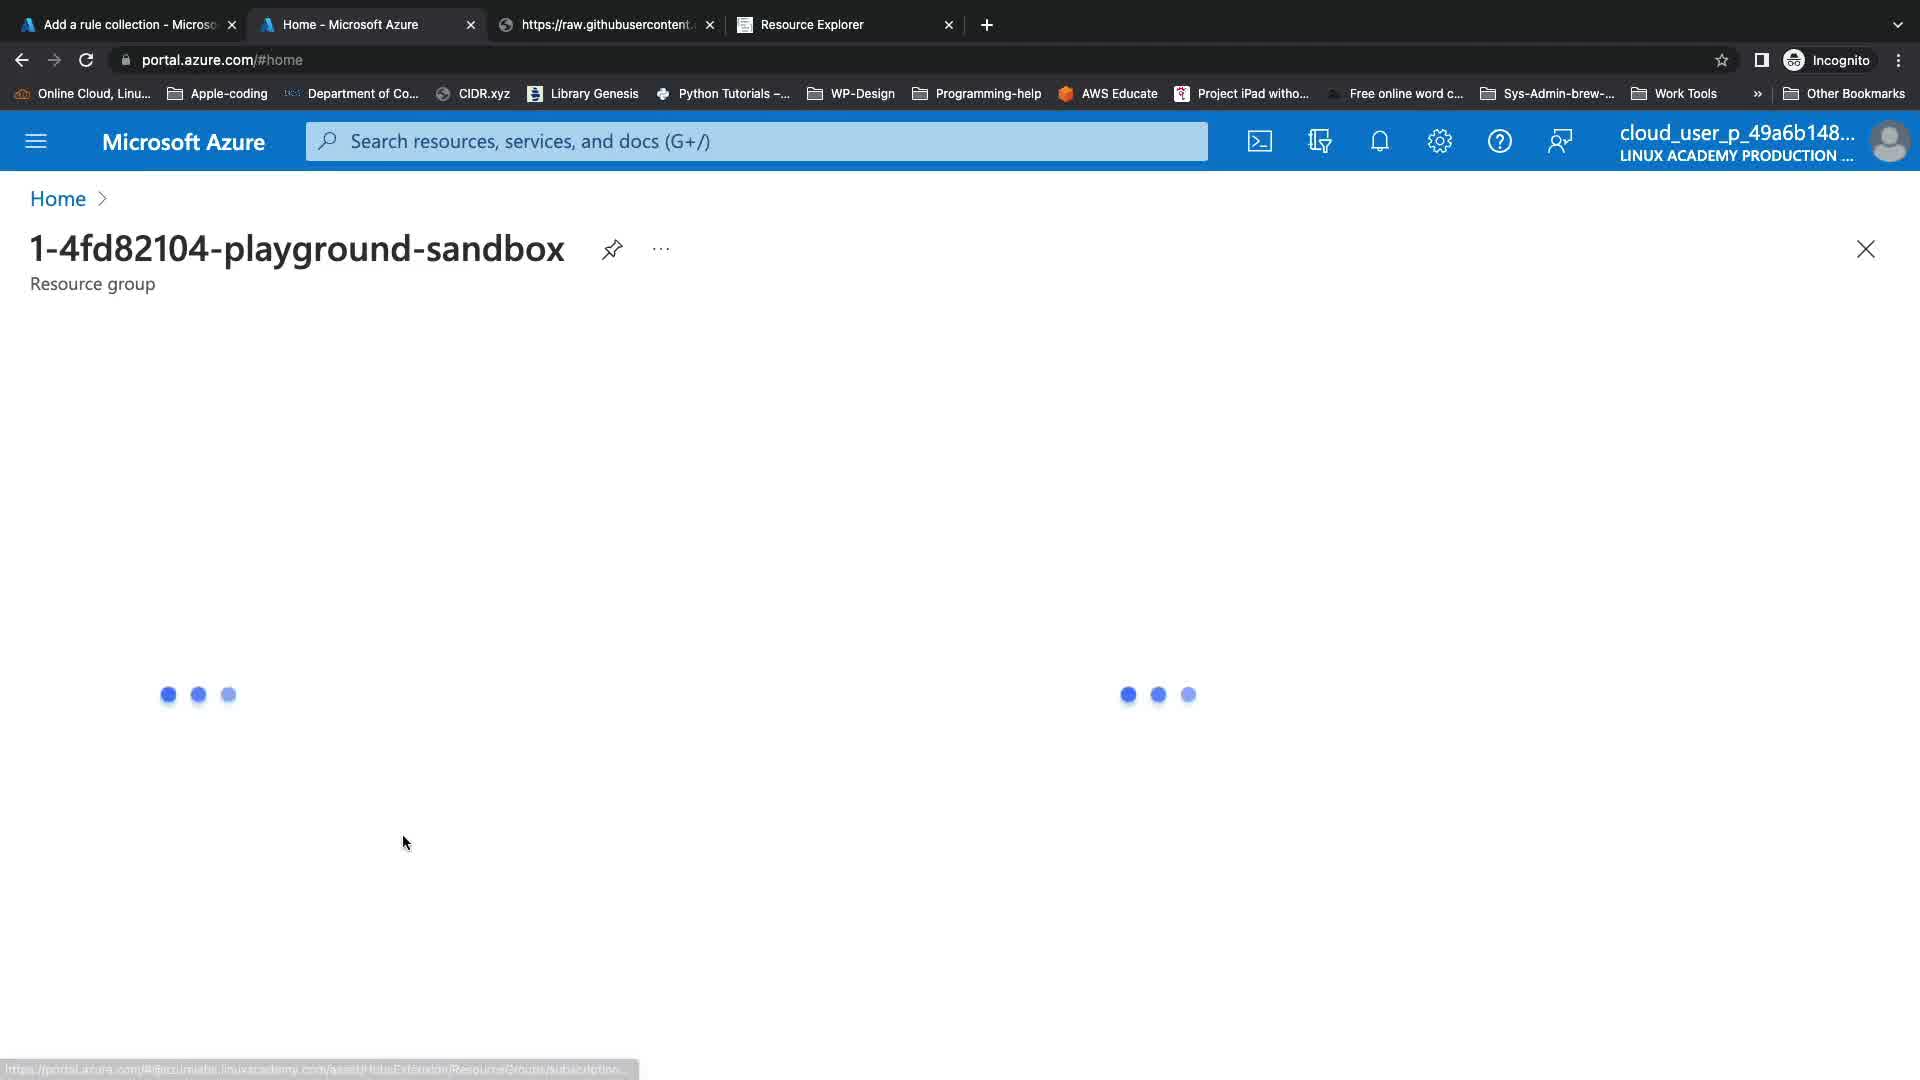 Add a rule collection - Microso
Home - Microsoft Azure
https://raw.githubusercontent.
Resource Explorer
portal.azure.com/#home
Incognito
Online Cloud, Linu...
Apple-coding
Department of Co...
CIDR.xyz
Library Genesis
Python Tutorials –...
WP-Design
Programming-help
AWS Educate
Project iPad witho...
Free online word c...
Sys-Admin-brew-...
Work Tools
»
Other Bookmarks
Microsoft Azure
Search resources, services, and docs (G+/)
cloud_user_p_49a6b148...
LINUX ACADEMY PRODUCTION ...
Home >
1-4fd82104-playground-sandbox
...
Resource group